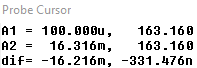 Probe Cursor
A1 = 100.000u, 163.160
A2 = 16.316m, 163.160
dif= -16.216m, -331.476n